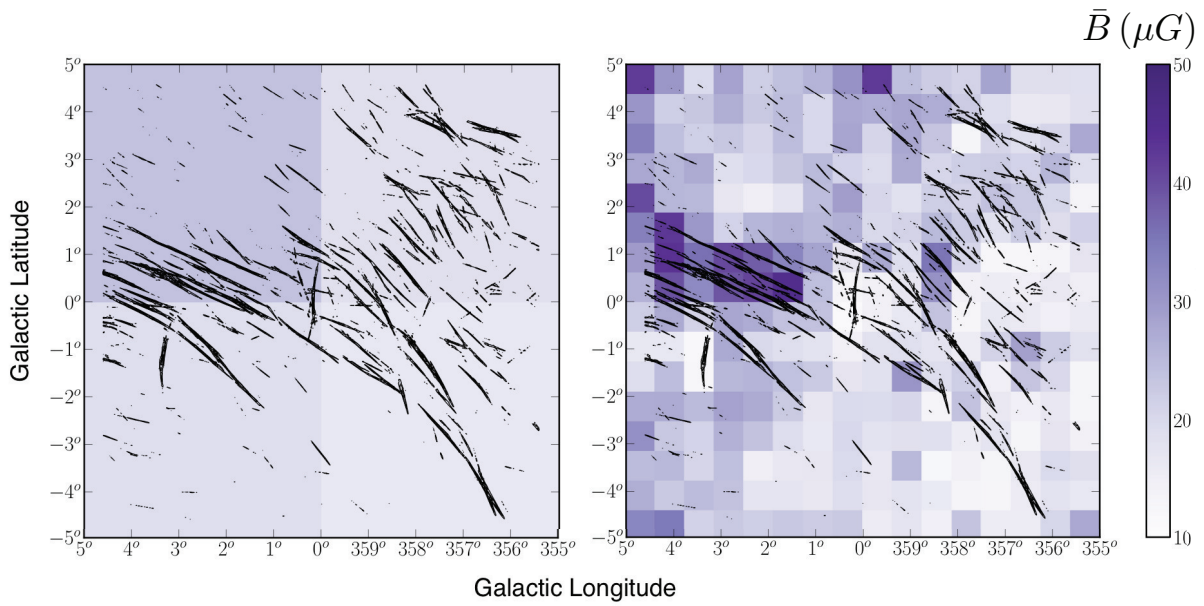 B̄ (μG)
5° 5° 50
4° 4°
3° 3° 40
2° 2°
1° 1°
Galactic Latitude
0° 0° 30
−1° −1°
−2° −2°
−3° −3° 20
−4° −4°
−5° −5° 10
5° 4° 3° 2° 1° 0° 359° 358° 357° 356° 355° 5° 4° 3° 2° 1° 0° 359° 358° 357° 356° 355°
Galactic Longitude